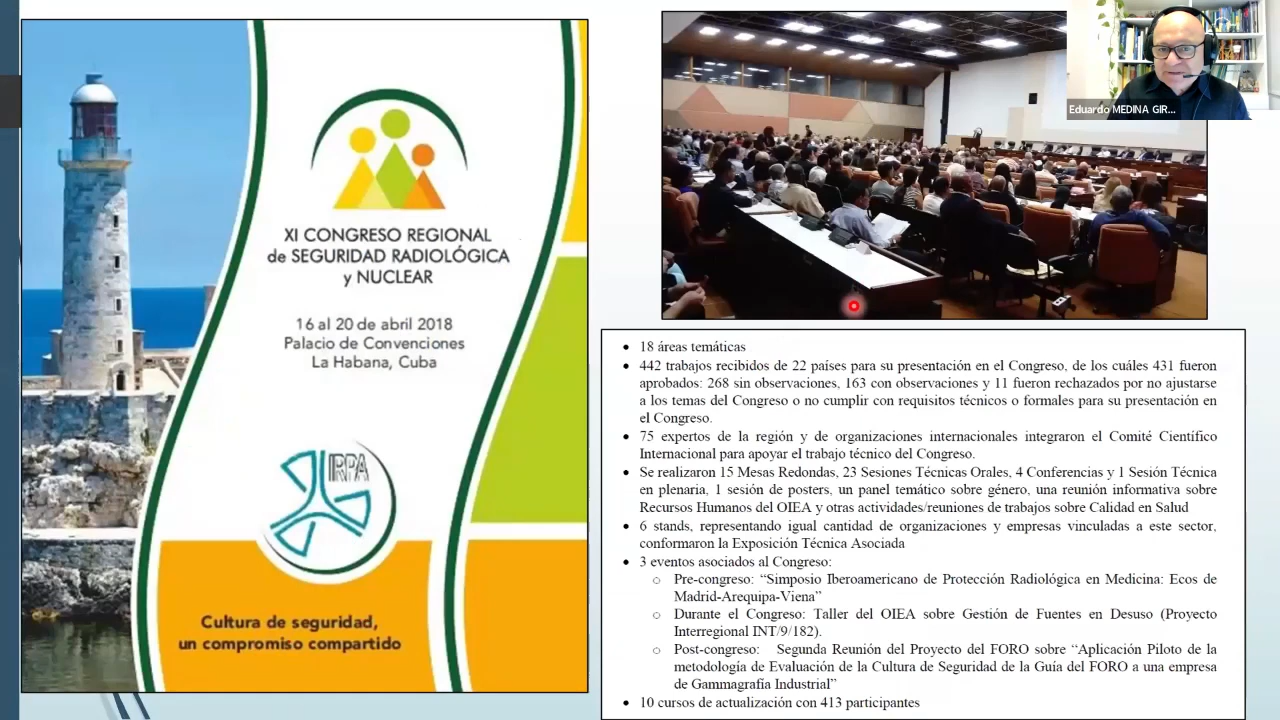 XI CONGRESO REGIONAL
de SEGURIDAD RADIOLÓGICA
y NUCLEAR
16 al 20 de abril 2018
Palacio de Convenciones
La Habana, Cuba
IRPA
Cultura de seguridad,
un compromiso compartido
Eduardo MEDINA GIR...
• 18 áreas temáticas
• 442 trabajos recibidos de 22 países para su presentación en el Congreso, de los cuáles 431 fueron
aprobados: 268 sin observaciones, 163 con observaciones y 11 fueron rechazados por no ajustarse
a los temas del Congreso o no cumplir con requisitos técnicos o formales para su presentación en
el Congreso.
• 75 expertos de la región y de organizaciones internacionales integraron el Comité Científico
Internacional para apoyar el trabajo técnico del Congreso.
• Se realizaron 15 Mesas Redondas, 23 Sesiones Técnicas Orales, 4 Conferencias y 1 Sesión Técnica
en plenaria, 1 sesión de posters, un panel temático sobre género, una reunión informativa sobre
Recursos Humanos del OIEA y otras actividades/reuniones de trabajos sobre Calidad en Salud
• 6 stands, representando igual cantidad de organizaciones y empresas vinculadas a este sector,
conformaron la Exposición Técnica Asociada
• 3 eventos asociados al Congreso:
o Pre-congreso: “Simposio Iberoamericano de Protección Radiológica en Medicina: Ecos de
Madrid-Arequipa-Viena”
o Durante el Congreso: Taller del OIEA sobre Gestión de Fuentes en Desuso (Proyecto
Interregional INT/9/182).
o Post-congreso: Segunda Reunión del Proyecto del FORO sobre “Aplicación Piloto de la
metodología de Evaluación de la Cultura de Seguridad de la Guía del FORO a una empresa
de Gammagrafía Industrial”
• 10 cursos de actualización con 413 participantes